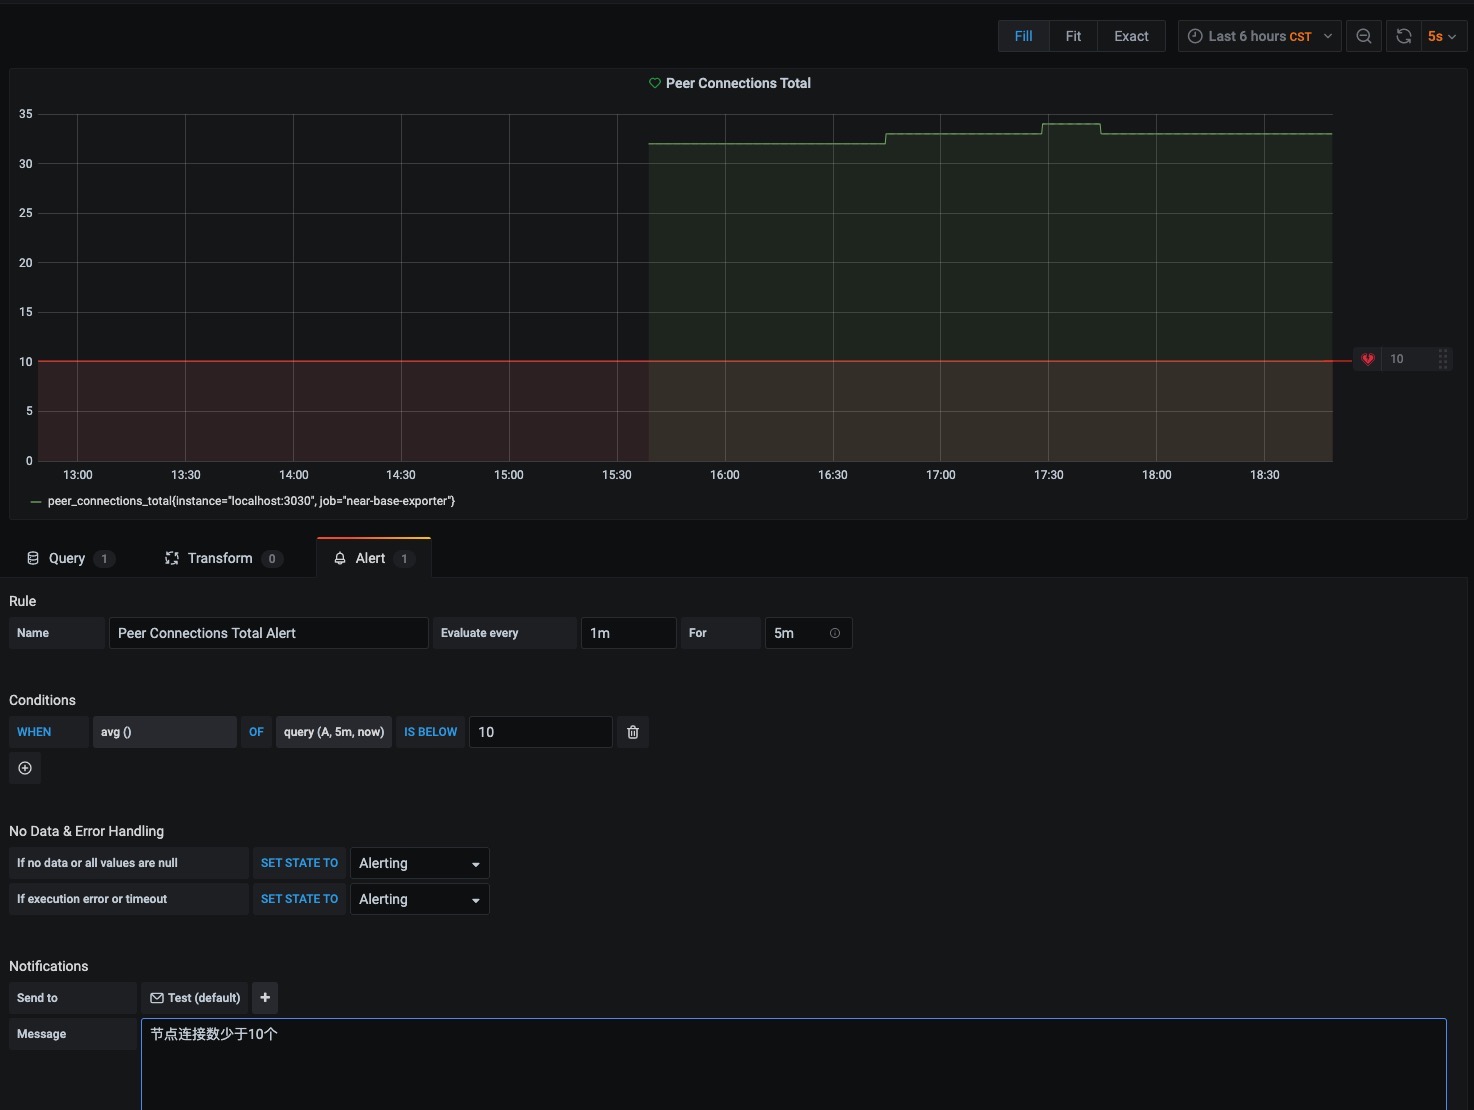 Fill Fit Exact Last 6 hours CST 5s
Peer Connections Total
35
30
25
20
15
10 10
5
0
13:00 13:30 14:00 14:30 15:00 15:30 16:00 16:30 17:00 17:30 18:00 18:30
peer_connections_total{instance="localhost:3030", job="near-base-exporter"}
Query 1 Transform 0 Alert 1
Rule
Name Peer Connections Total Alert Evaluate every 1m For 5m
Conditions
WHEN avg () OF query (A, 5m, now) IS BELOW 10
No Data & Error Handling
If no data or all values are null SET STATE TO Alerting
If execution error or timeout SET STATE TO Alerting
Notifications
Send to Test (default) +
Message 节点连接数少于10个